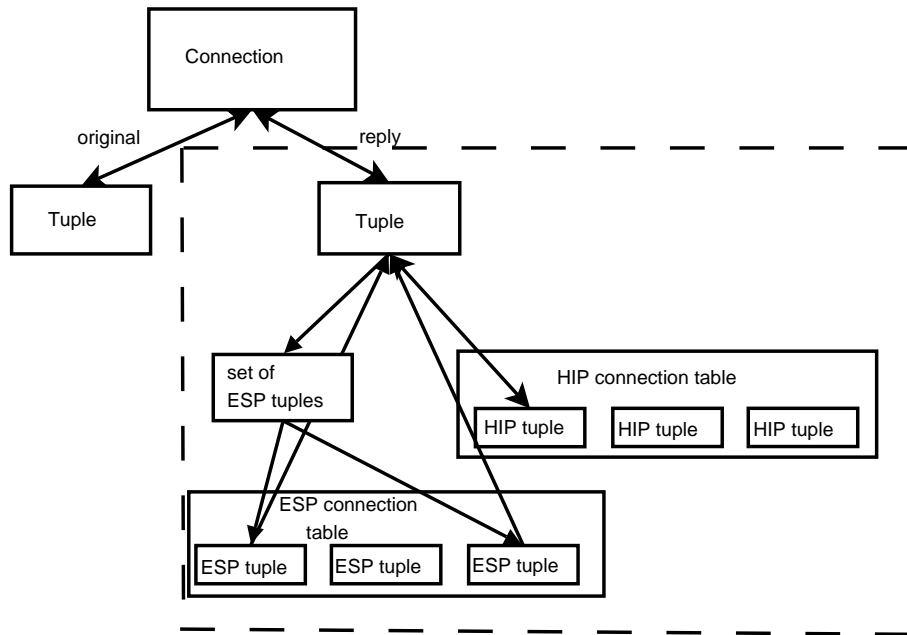 Connection
original
reply
Tuple
Tuple
set of
ESP tuples
HIP connection table
HIP tuple
HIP tuple
HIP tuple
ESP connection
table
ESP tuple
ESP tuple
ESP tuple